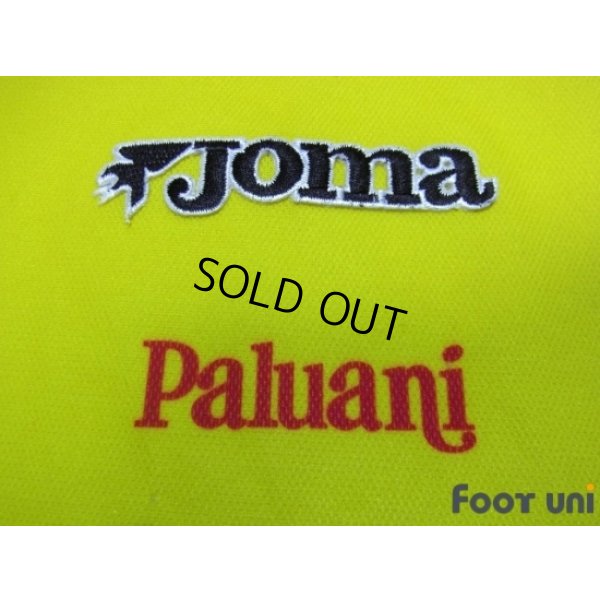 Joma
SOLD OUT
Paluani
FOOT UNI